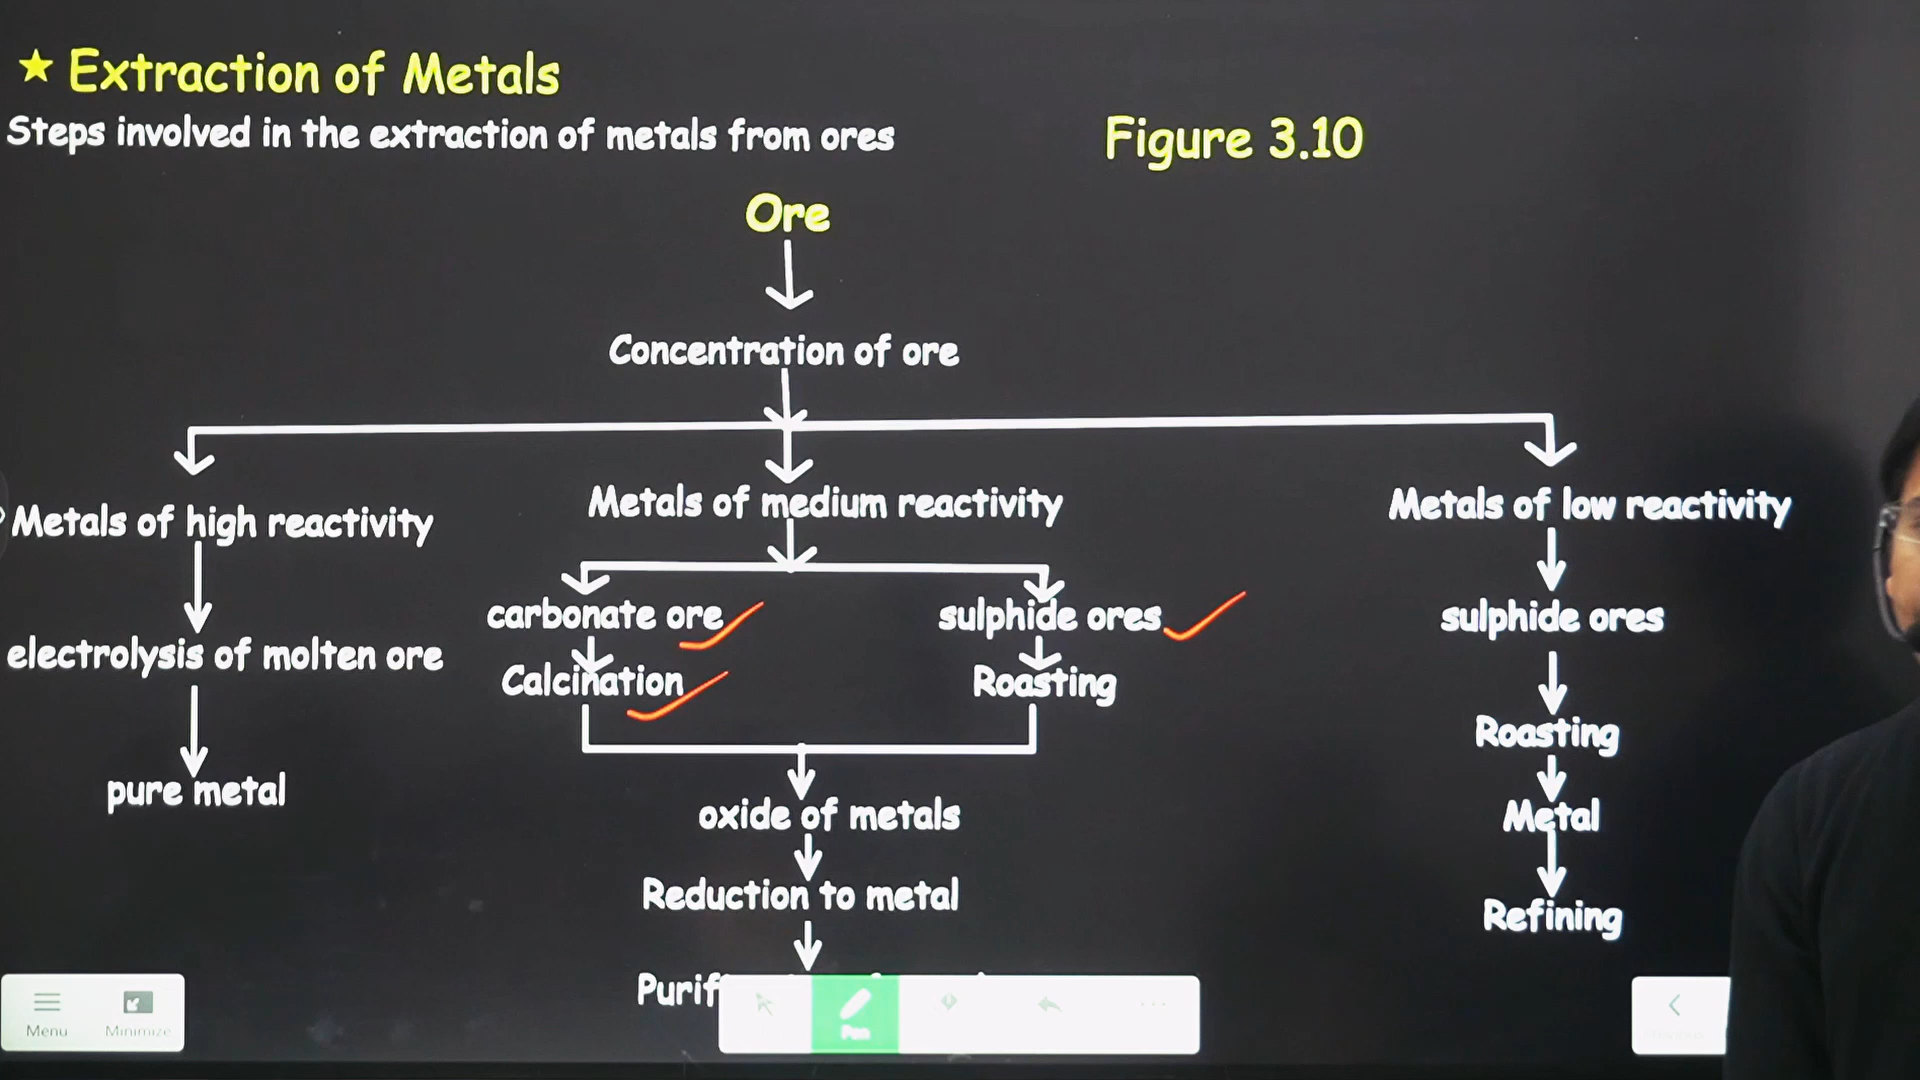 ★ Extraction of Metals
Steps involved in the extraction of metals from ores
Figure 3.10
Ore
Concentration of ore
Metals of high reactivity
Metals of medium reactivity
Metals of low reactivity
carbonate ore
sulphide ores
sulphide ores
electrolysis of molten ore
Calcination
Roasting
Roasting
pure metal
oxide of metals
Metal
Reduction to metal
Refining
Menu
Minimize
Pen